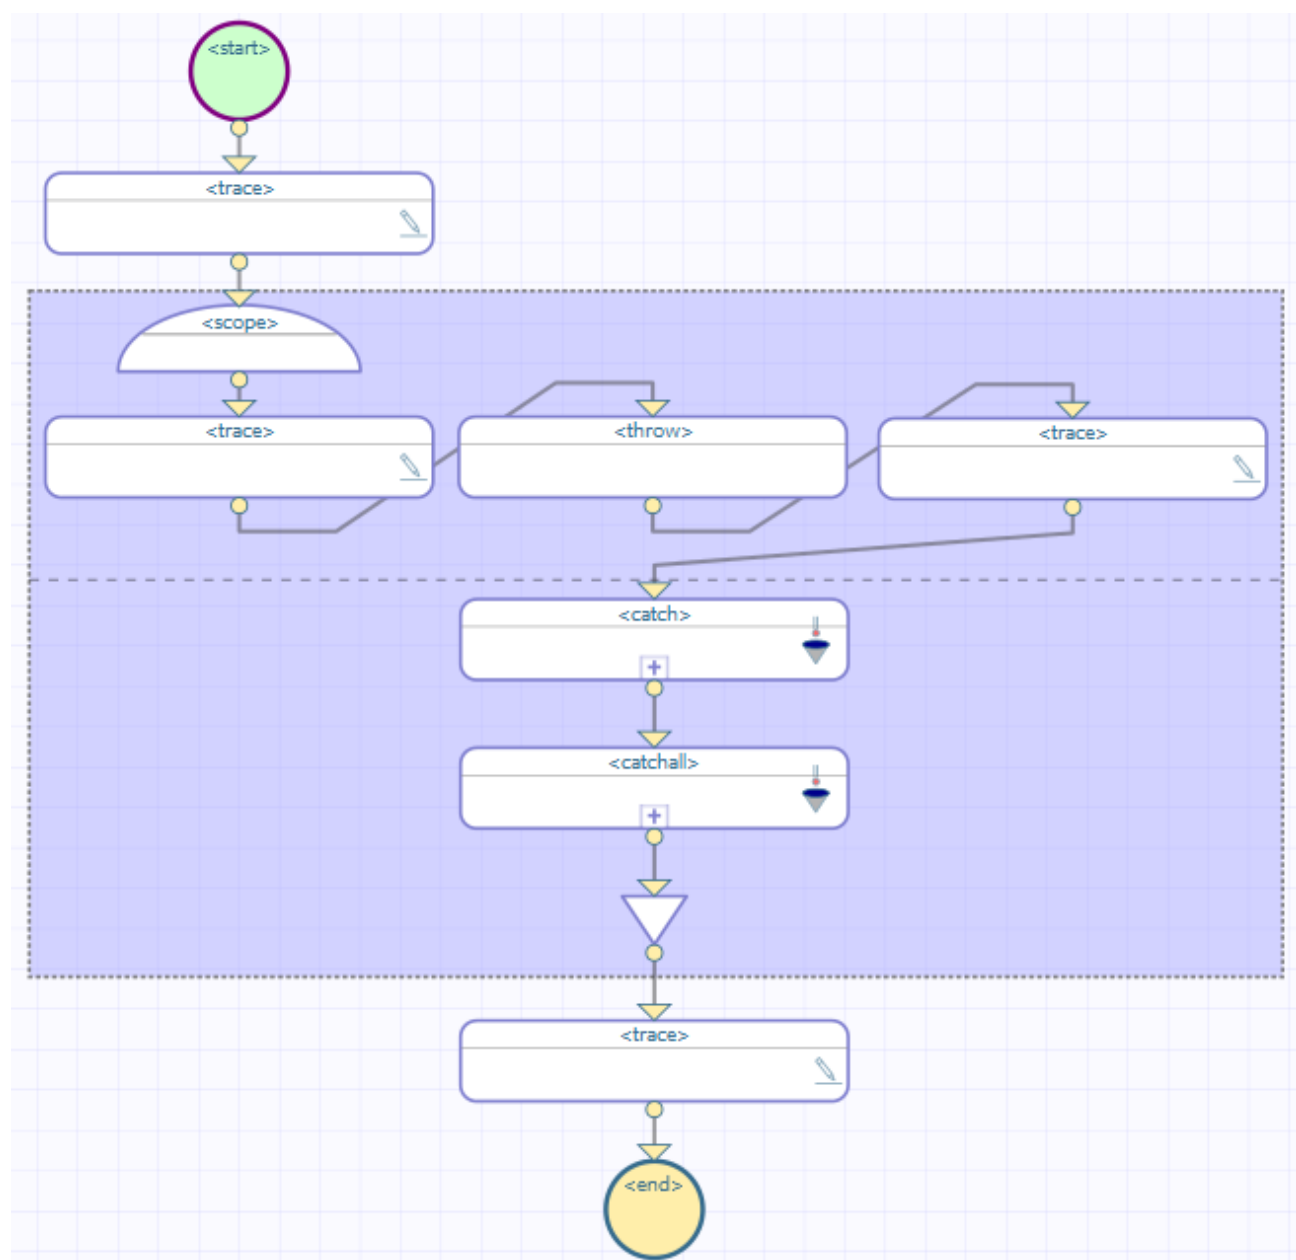 <start>
<trace>
<scope>
<trace>
<throw>
<trace>
<catch>
<catchall>
<trace>
<end>